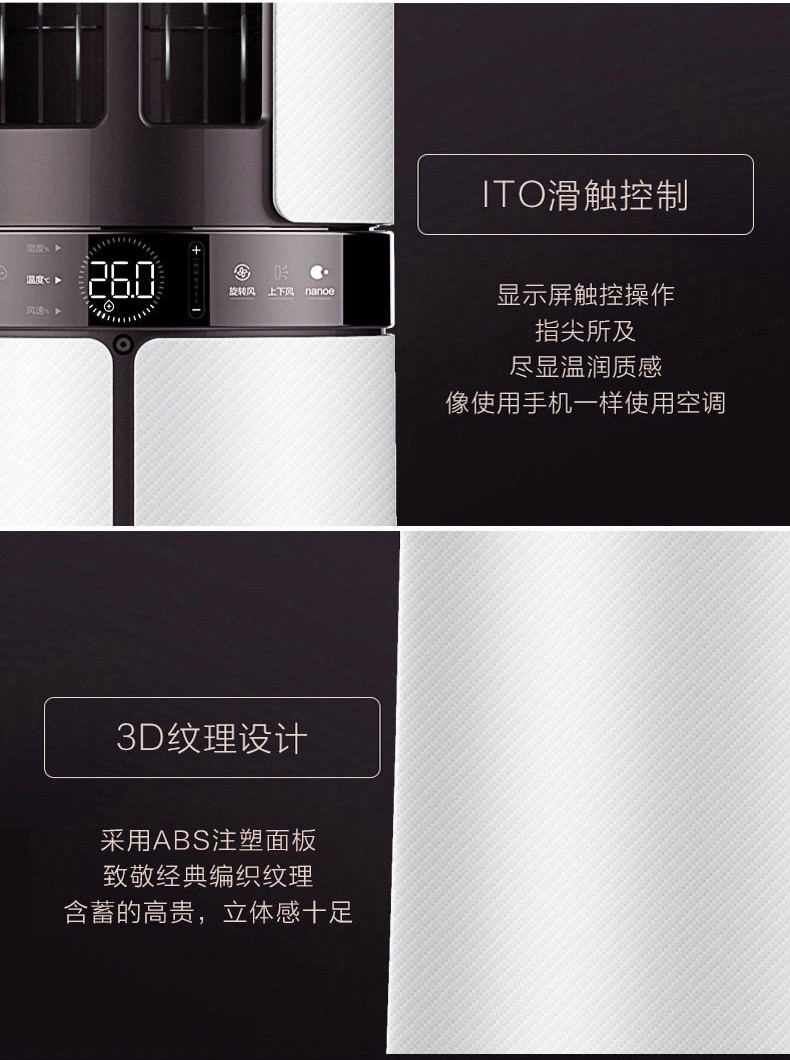 湿度%
温度℃
风速%
26.0
+
−
旋转风
上下风
nanoe
ITO滑触控制
显示屏触控操作
指尖所及
尽显温润质感
像使用手机一样使用空调
3D纹理设计
采用ABS注塑面板
致敬经典编织纹理
含蓄的高贵，立体感十足